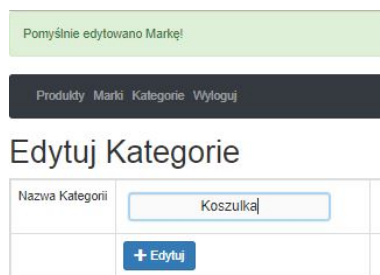 Pomyślnie edytowano Markę!
Produkty Marki Kategorie Wyloguj
Edytuj Kategorie
Nazwa Kategorii Koszulka
Edytuj